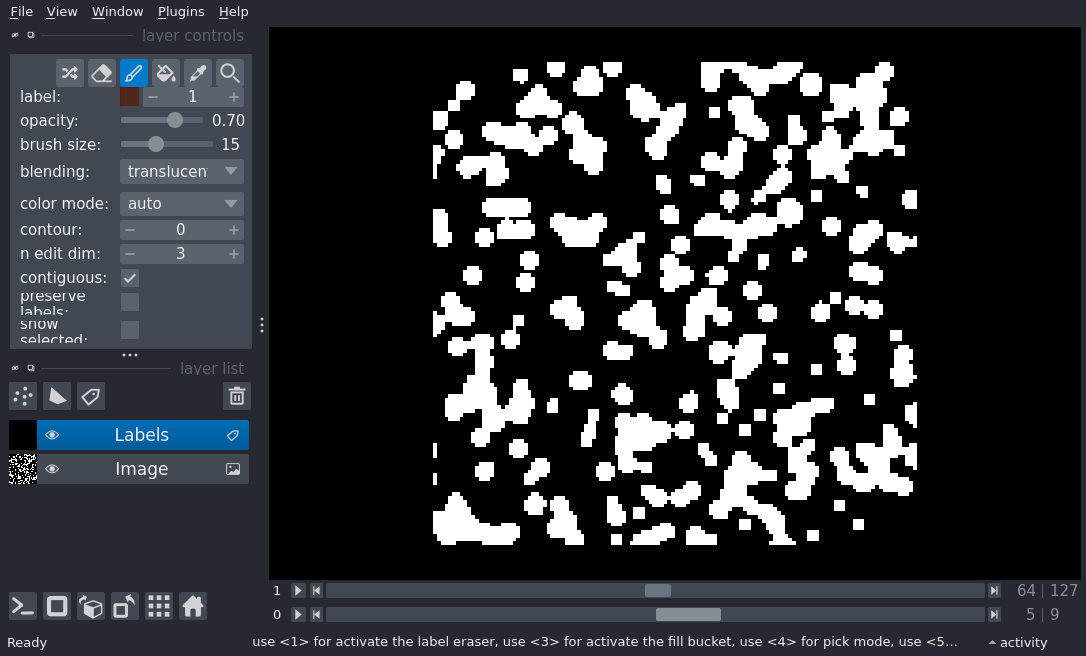 File View Window Plugins Help
layer controls
label: 1
opacity: 0.70
brush size: 15
blending: translucen
color mode: auto
contour: 0
n edit dim: 3
contiguous:
preserve
labels:
show
selected:
layer list
Labels
Image
1 64 | 127
0 5 | 9
Ready use <1> for activate the label eraser, use <3> for activate the fill bucket, use <4> for pick mode, use <5... activity